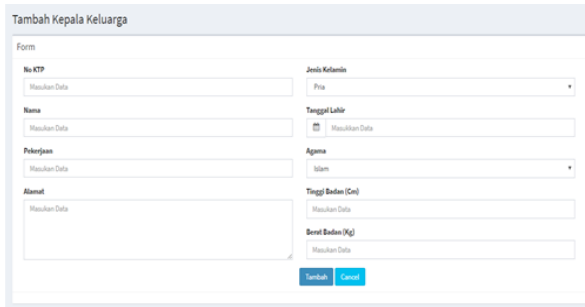 Tambah Kepala Keluarga
Form
No KTP
Masukan Data
Nama
Masukan Data
Pekerjaan
Masukan Data
Alamat
Masukan Data
Jenis Kelamin
Pria
Tanggal Lahir
Masukkan Data
Agama
Islam
Tinggi Badan (Cm)
Masukan Data
Berat Badan (Kg)
Masukan Data
Tambah Cancel